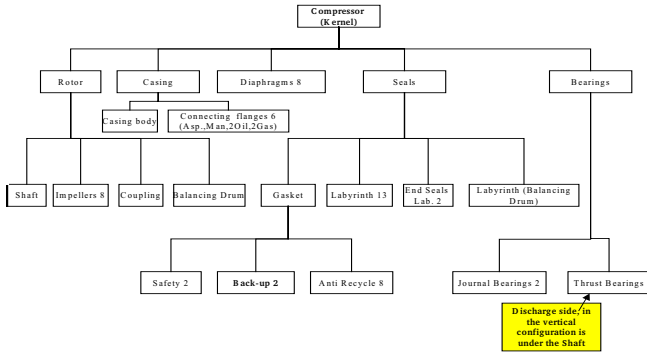 Compressor
(Kernel)
Rotor
Casing
Diaphragms 8
Seals
Bearings
Casing body
Connecting flanges 6
(Asp.,Man,2Oil,2Gas)
Shaft
Impellers 8
Coupling
Balancing Drum
Gasket
Labyrinth 13
End Seals
Lab. 2
Labyrinth (Balancing
Drum)
Safety 2
Back-up 2
Anti Recycle 8
Journal Bearings 2
Thrust Bearings
Discharge side, in
the vertical
configuration is
under the Shaft